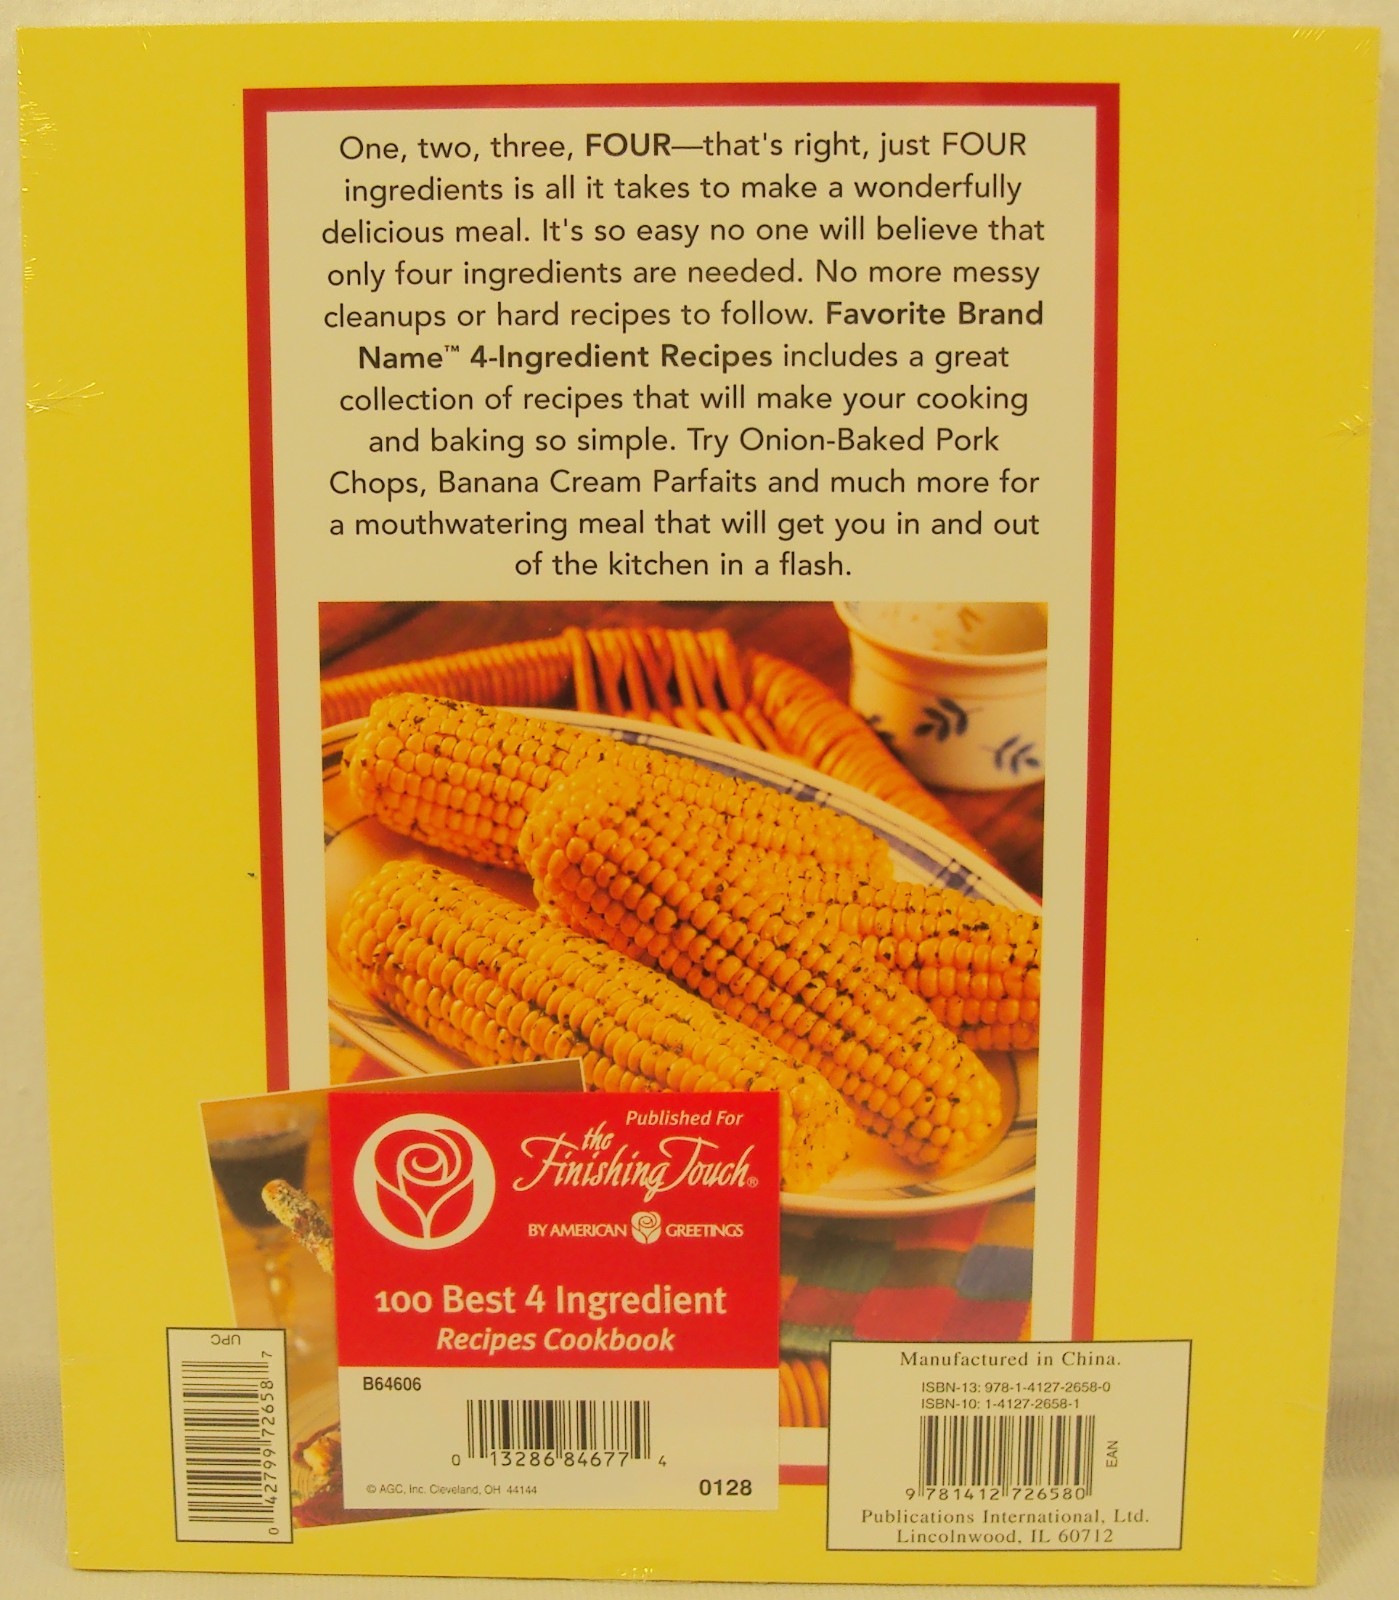 One, two, three, FOUR—that's right, just FOUR
ingredients is all it takes to make a wonderfully
delicious meal. It's so easy no one will believe that
only four ingredients are needed. No more messy
cleanups or hard recipes to follow. Favorite Brand
Name™ 4-Ingredient Recipes includes a great
collection of recipes that will make your cooking
and baking so simple. Try Onion-Baked Pork
Chops, Banana Cream Parfaits and much more for
a mouthwatering meal that will get you in and out
of the kitchen in a flash.
Published For
the
Finishing Touch®
BY AMERICAN GREETINGS
100 Best 4 Ingredient
Recipes Cookbook
B64606
0 13286 84677 4
© AGC, Inc. Cleveland, OH 44144
0128
UPC
0 42799 72658 7
Manufactured in China.
ISBN-13: 978-1-4127-2658-0
ISBN-10: 1-4127-2658-1
EAN
9 781412 726580
Publications International, Ltd.
Lincolnwood, IL 60712